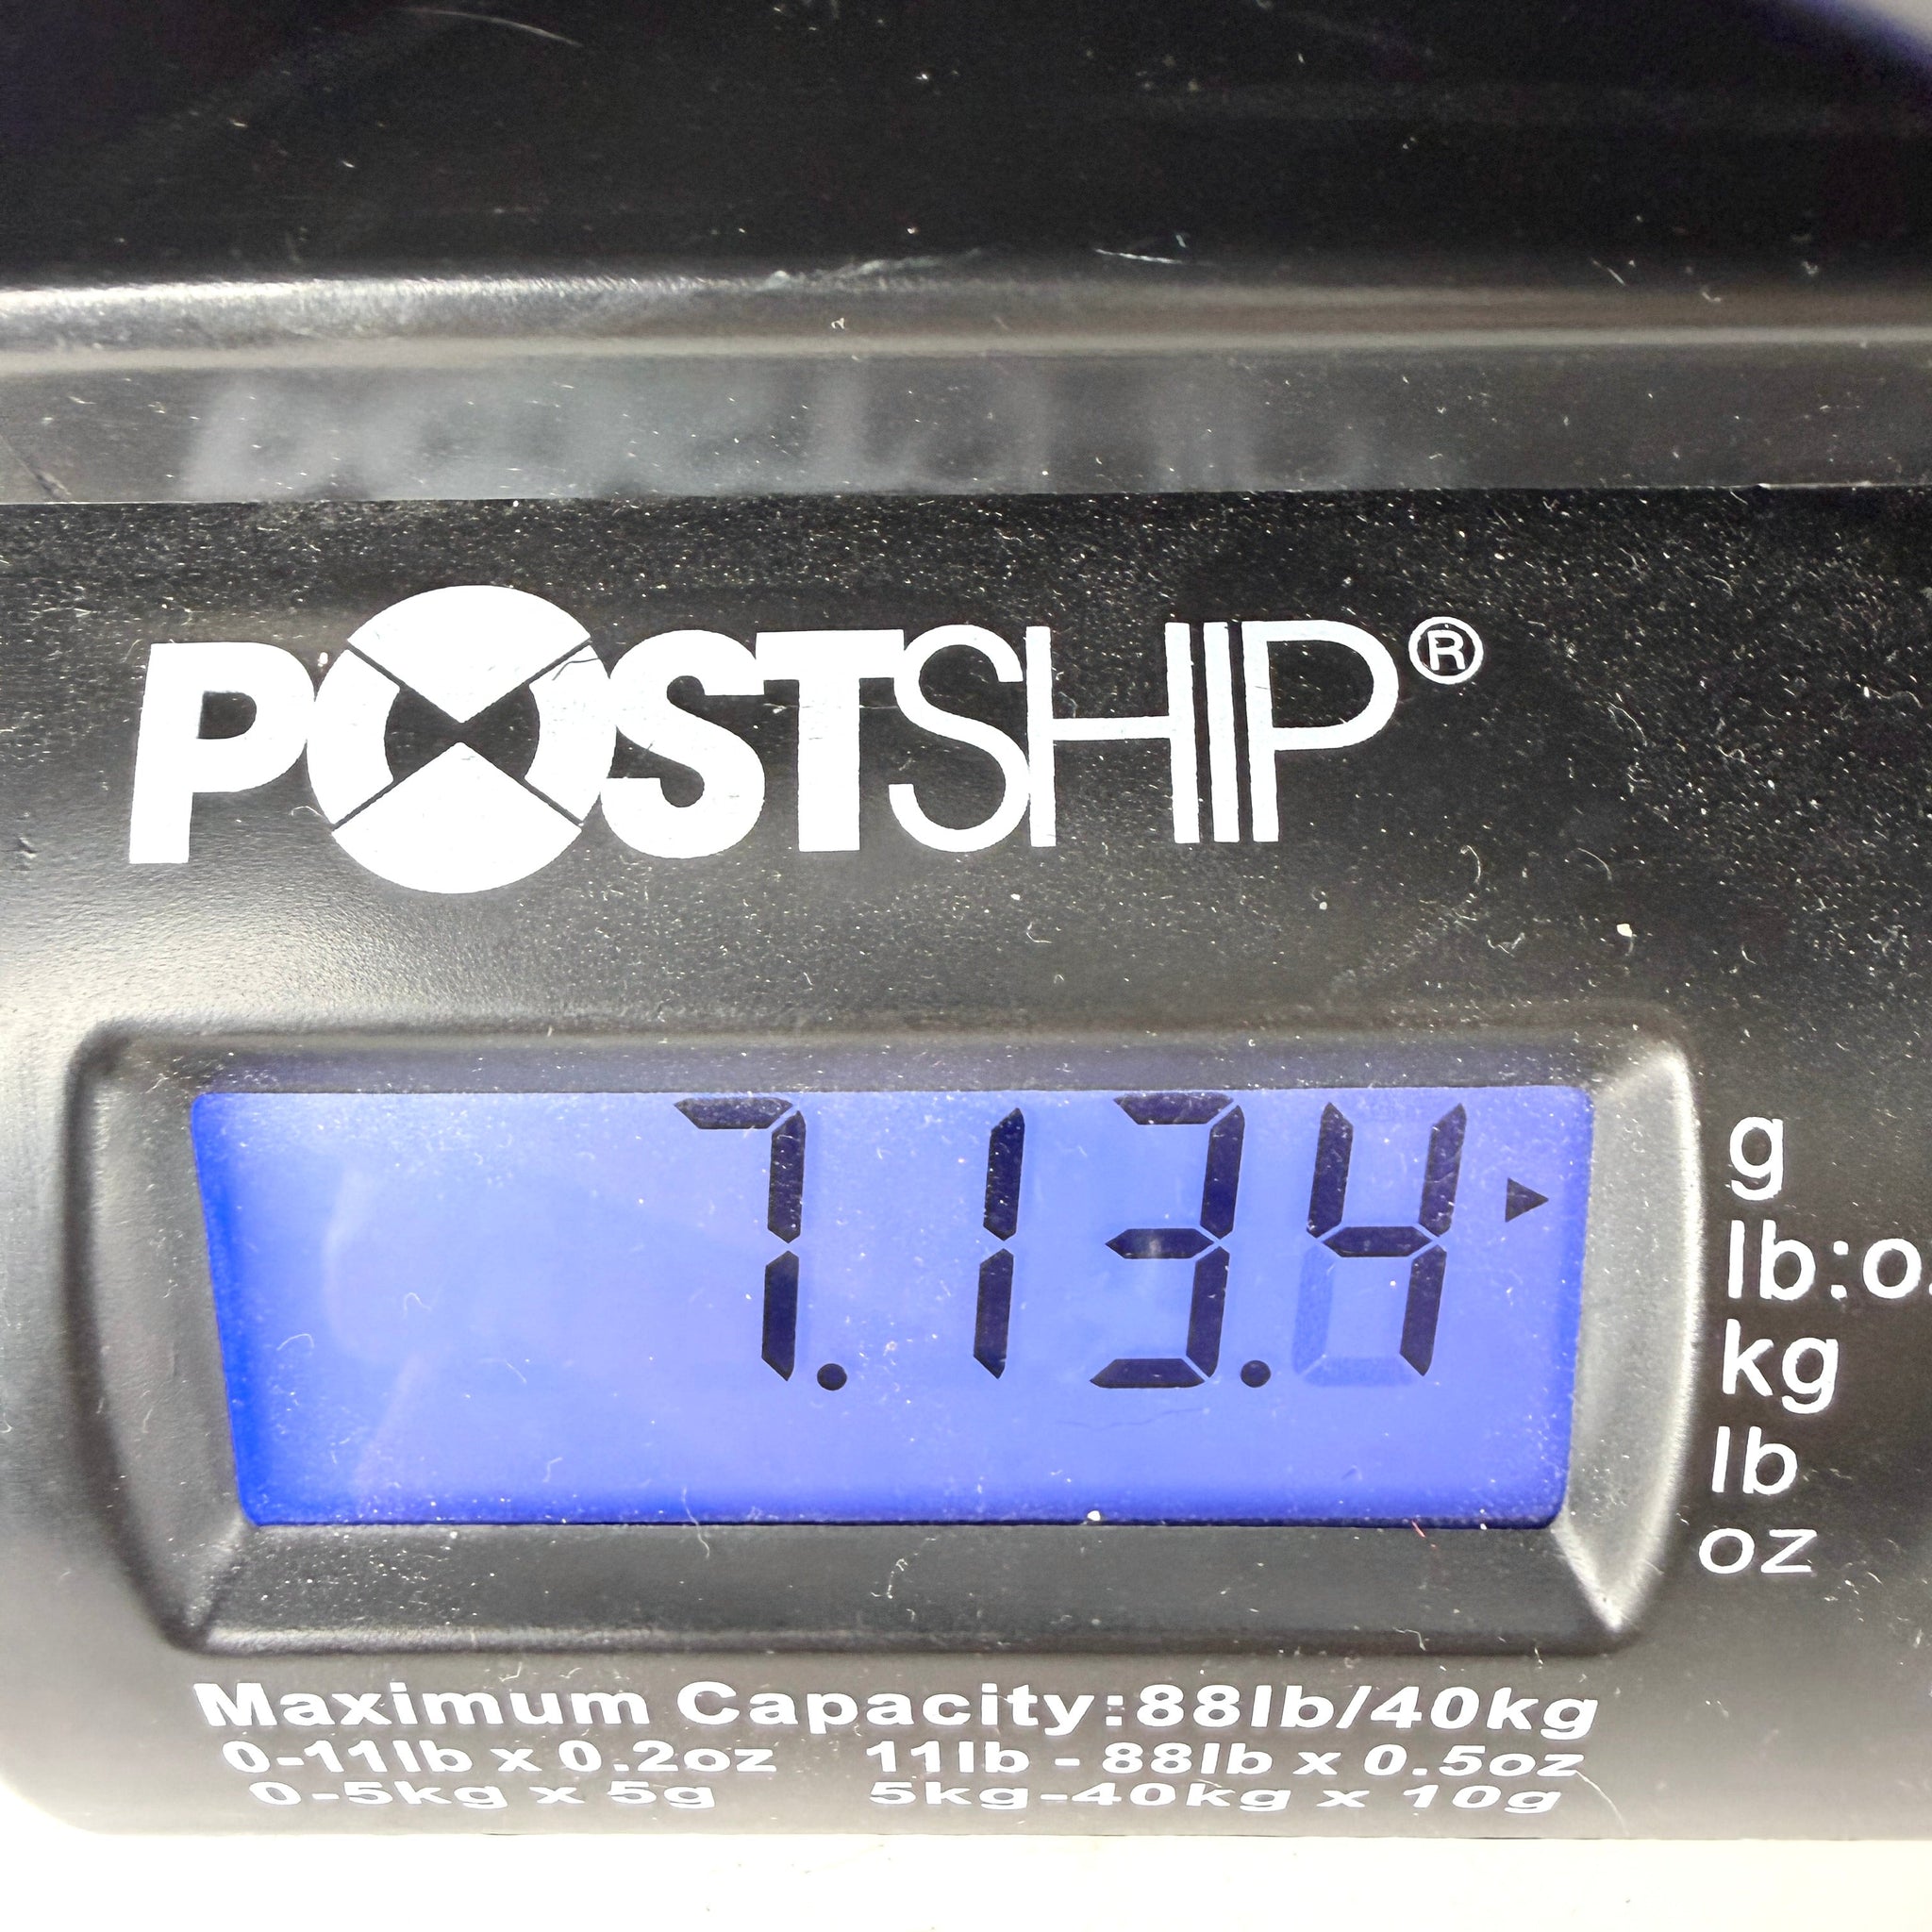 POSTSHIP®
7.13.4
g
lb:o
kg
lb
oz
Maximum Capacity:88lb/40kg
0-11lb x 0.2oz 11lb - 88lb x 0.5oz
0-5kg x 5g 5kg-40kg x 10g